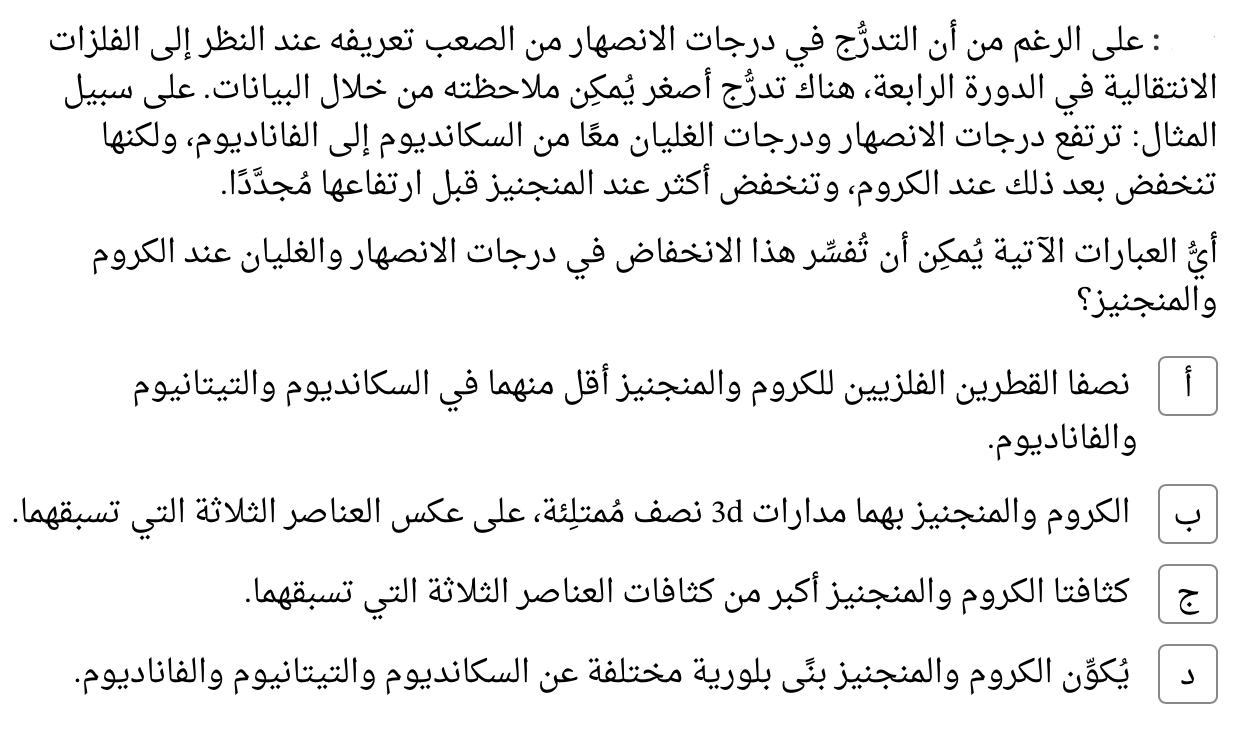 : على الرغم من أن التدرُّج في درجات الانصهار من الصعب تعريفه عند النظر إلى الفلزات
الانتقالية في الدورة الرابعة، هناك تدرُّج أصغر يُمكِن ملاحظته من خلال البيانات. على سبيل
المثال: ترتفع درجات الانصهار ودرجات الغليان معًا من السكانديوم إلى الفاناديوم، ولكنها
تنخفض بعد ذلك عند الكروم، وتنخفض أكثر عند المنجنيز قبل ارتفاعها مُجدَّدًا.
أيُّ العبارات الآتية يُمكِن أن تُفسِّر هذا الانخفاض في درجات الانصهار والغليان عند الكروم
والمنجنيز؟
أ نصفا القطرين الفلزيين للكروم والمنجنيز أقل منهما في السكانديوم والتيتانيوم
والفاناديوم.
ب الكروم والمنجنيز بهما مدارات 3d نصف مُمتلِئة، على عكس العناصر الثلاثة التي تسبقهما.
ج كثافتا الكروم والمنجنيز أكبر من كثافات العناصر الثلاثة التي تسبقهما.
د يُكوِّن الكروم والمنجنيز بنًى بلورية مختلفة عن السكانديوم والتيتانيوم والفاناديوم.